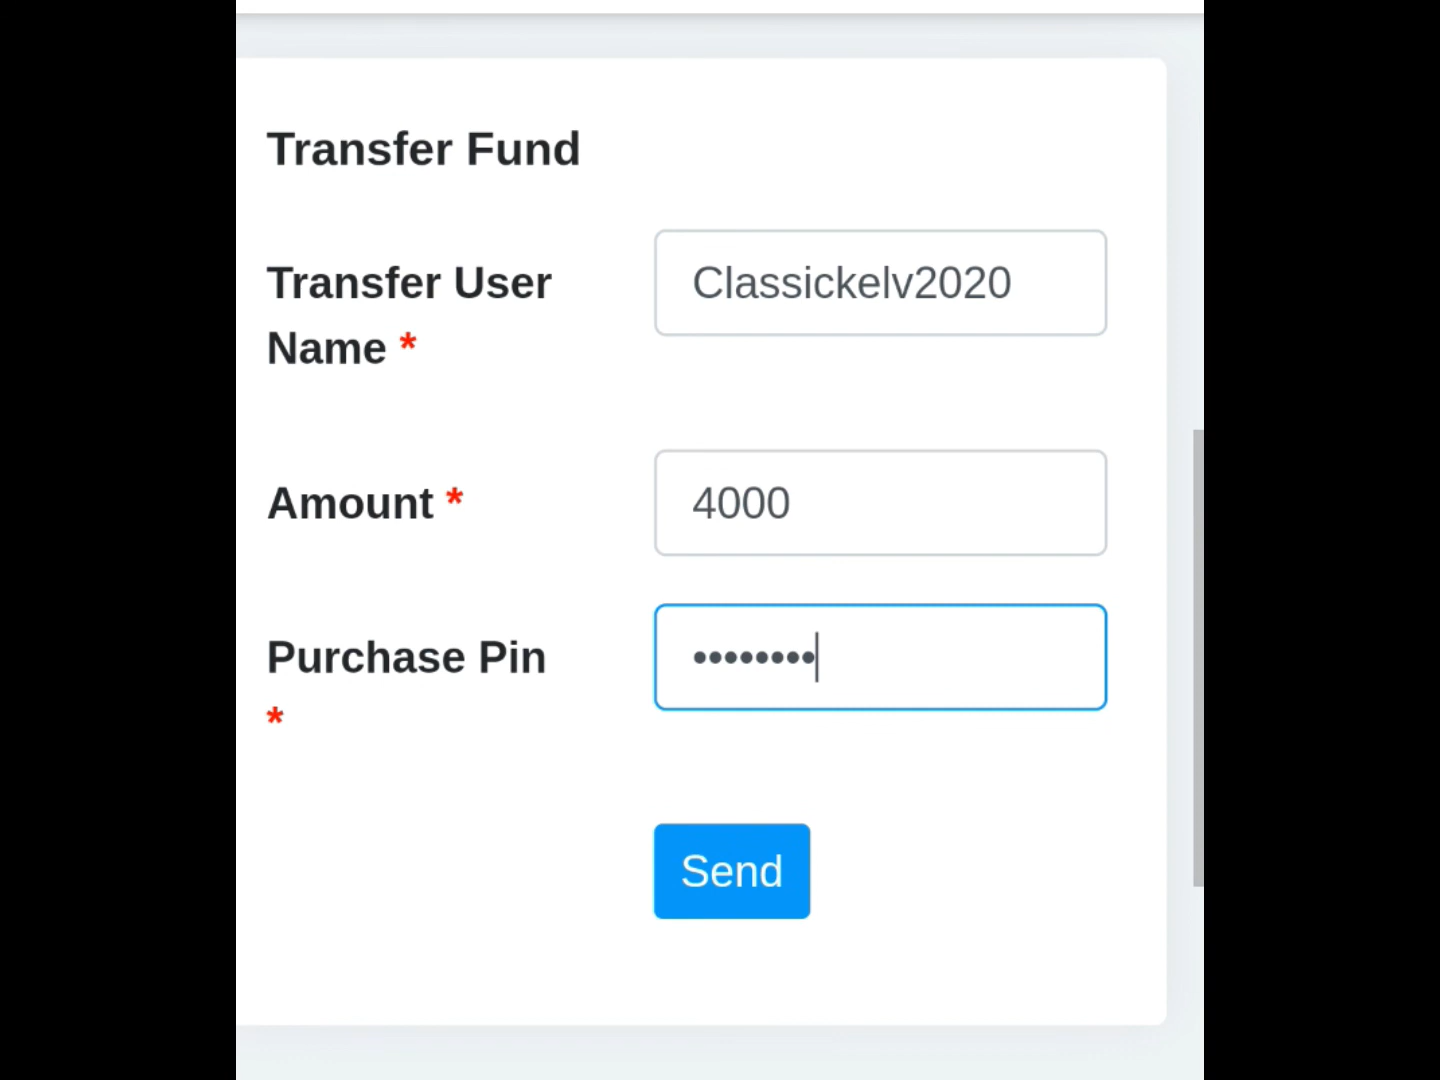 Transfer Fund
Transfer User
Name *
Classickelv2020
Amount *
4000
Purchase Pin
*
••••••••
Send